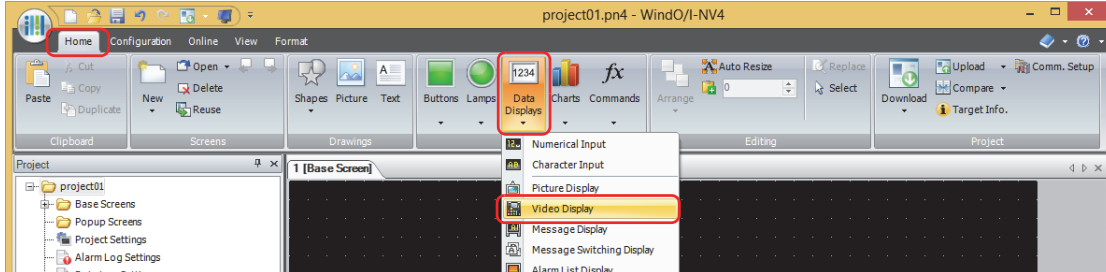 project01.pn4 - WindO/I-NV4
Home Configuration Online View Format
Paste
Cut
Copy
Duplicate
Clipboard
New
Open
Delete
Reuse
Screens
Shapes Picture Text
Drawings
Buttons Lamps
1234
Data
Displays
Charts Commands
Arrange
Auto Resize
0
Replace
Select
Editing
Download
Upload
Compare
Target Info.
Comm. Setup
Project
Project
project01
Base Screens
Popup Screens
Project Settings
Alarm Log Settings
1 [Base Screen]
Numerical Input
Character Input
Picture Display
Video Display
Message Display
Message Switching Display
Alarm List Display